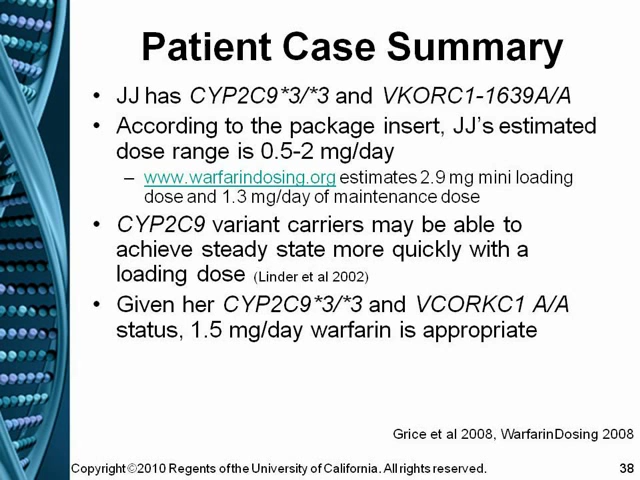 Patient Case Summary
• JJ has CYP2C9*3/*3 and VKORC1-1639A/A
• According to the package insert, JJ's estimated
dose range is 0.5-2 mg/day
– www.warfarindosing.org estimates 2.9 mg mini loading
dose and 1.3 mg/day of maintenance dose
• CYP2C9 variant carriers may be able to
achieve steady state more quickly with a
loading dose (Linder et al 2002)
• Given her CYP2C9*3/*3 and VCORKC1 A/A
status, 1.5 mg/day warfarin is appropriate
Grice et al 2008, WarfarinDosing 2008
Copyright ©2010 Regents of the University of California. All rights reserved. 38